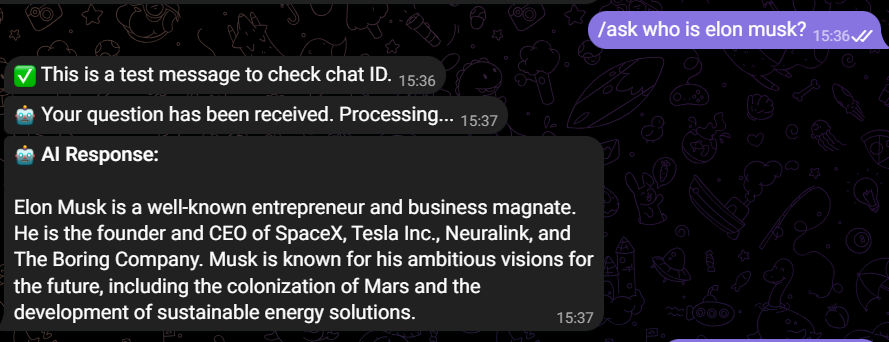 /ask who is elon musk? 15:36
✅ This is a test message to check chat ID. 15:36
🤖 Your question has been received. Processing... 15:37
🤖 AI Response:
Elon Musk is a well-known entrepreneur and business magnate.
He is the founder and CEO of SpaceX, Tesla Inc., Neuralink, and
The Boring Company. Musk is known for his ambitious visions for
the future, including the colonization of Mars and the
development of sustainable energy solutions. 15:37